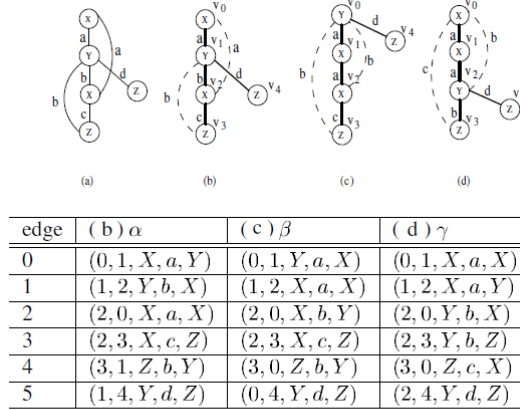 X v0 X v0 Y v0 d v4 X v0
a a a v1 a a v1 Z a v1 b
Y Y X b X
b d b d a v2 c a v2
b X Z b X v2 Z v4 b X Y d v
c c c b Z
Z Z v3 Z v3 Z v3
(a) (b) (c) (d)
edge (b) α (c) β (d) γ
0 (0, 1, X, a, Y) (0, 1, Y, a, X) (0, 1, X, a, X)
1 (1, 2, Y, b, X) (1, 2, X, a, X) (1, 2, X, a, Y)
2 (2, 0, X, a, X) (2, 0, X, b, Y) (2, 0, Y, b, X)
3 (2, 3, X, c, Z) (2, 3, X, c, Z) (2, 3, Y, b, Z)
4 (3, 1, Z, b, Y) (3, 0, Z, b, Y) (3, 0, Z, c, X)
5 (1, 4, Y, d, Z) (0, 4, Y, d, Z) (2, 4, Y, d, Z)